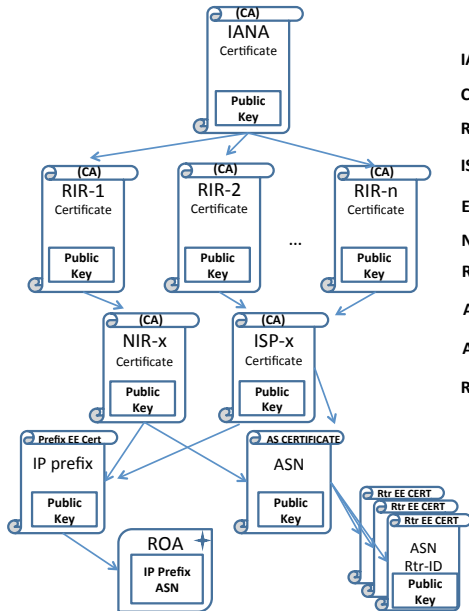 (CA)
IANA
Certificate
Public
Key
(CA)
RIR-1
Certificate
Public
Key
(CA)
RIR-2
Certificate
Public
Key
...
(CA)
RIR-n
Certificate
Public
Key
(CA)
NIR-x
Certificate
Public
Key
(CA)
ISP-x
Certificate
Public
Key
Prefix EE Cert
IP prefix
Public
Key
AS CERTIFICATE
ASN
Public
Key
Rtr EE CERT
Rtr EE CERT
Rtr EE CERT
ASN
Rtr-ID
Public
Key
ROA
IP Prefix
ASN
C
R
IS
E
N
R
A
A
R